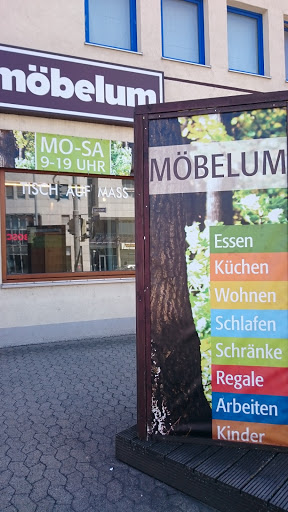 möbelum
MO-SA
9-19 UHR
TISCH AUF MASS
MÖBELUM
Essen
Küchen
Wohnen
Schlafen
Schränke
Regale
Arbeiten
Kinder